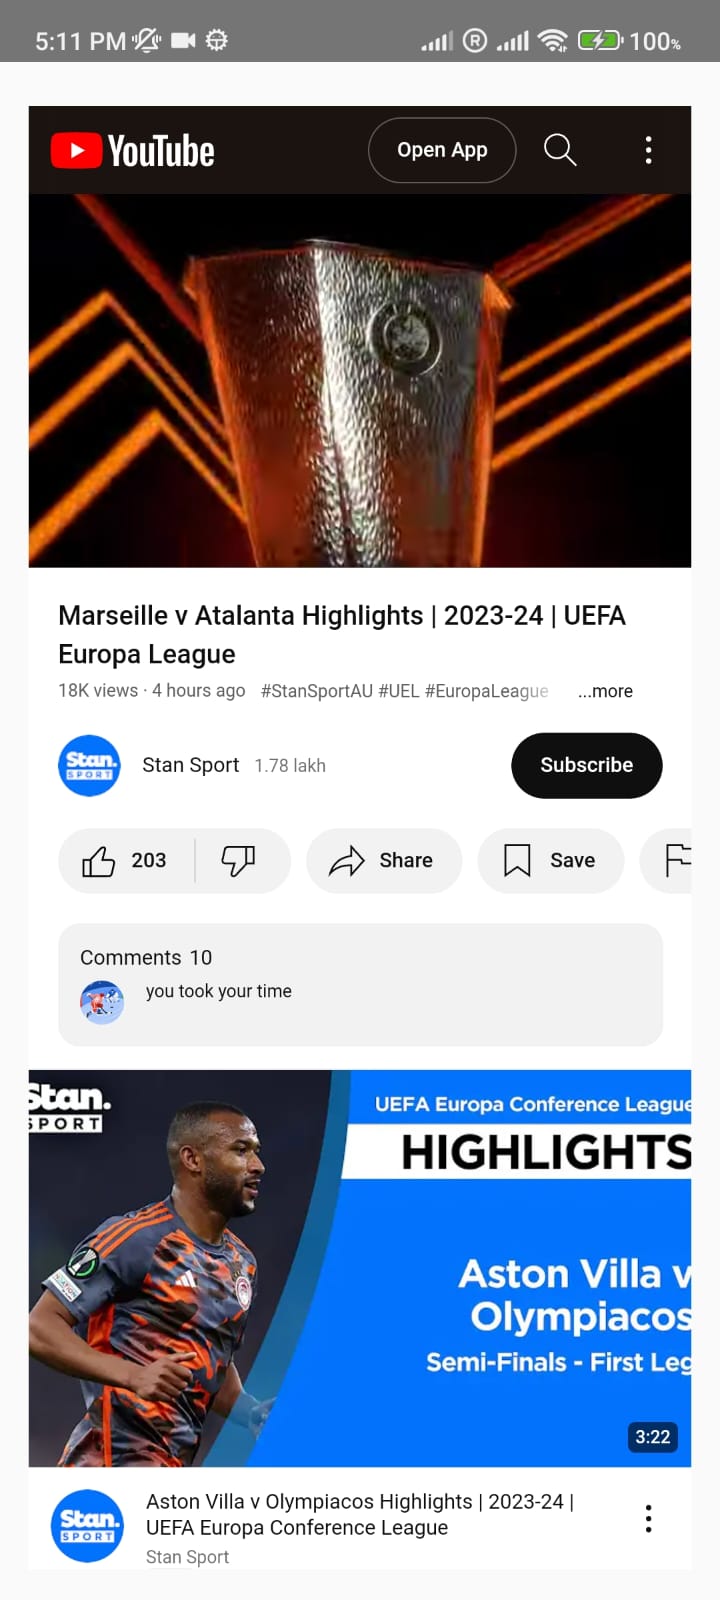 5:11 PM
R
100%
YouTube
Open App
Marseille v Atalanta Highlights | 2023-24 | UEFA
Europa League
18K views · 4 hours ago #StanSportAU #UEL #EuropaLeague ...more
Stan.
SPORT
Stan Sport 1.78 lakh
Subscribe
203
Share
Save
Comments 10
you took your time
Stan.
SPORT
UEFA Europa Conference League
HIGHLIGHTS
Aston Villa v
Olympiacos
Semi-Finals - First Leg
3:22
Stan.
SPORT
Aston Villa v Olympiacos Highlights | 2023-24 |
UEFA Europa Conference League
Stan Sport